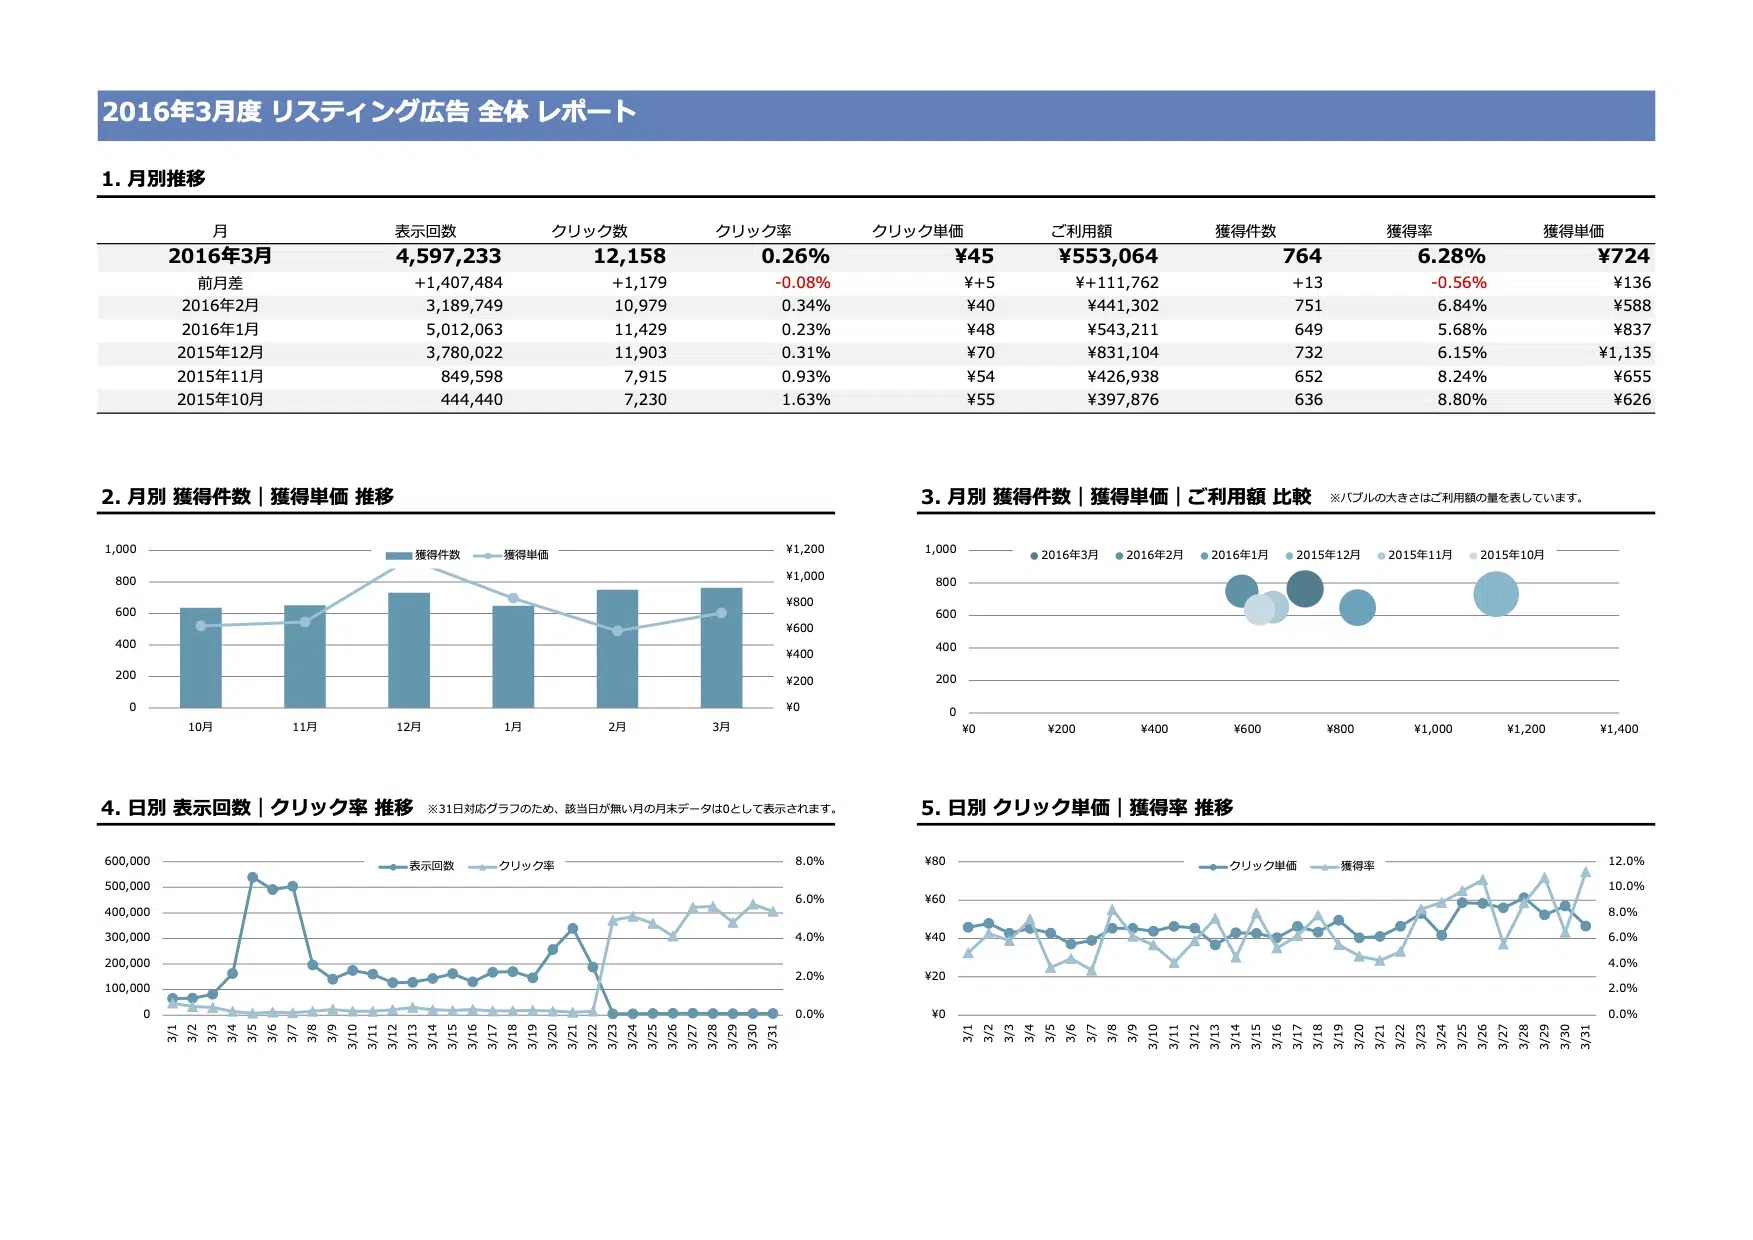 2016年3月度 リスティング広告 全体 レポート
1. 月別推移
月 表示回数 クリック数 クリック率 クリック単価 ご利用額 獲得件数 獲得率 獲得単価
2016年3月 4,597,233 12,158 0.26% ¥45 ¥553,064 764 6.28% ¥724
前月差 +1,407,484 +1,179 -0.08% ¥+5 ¥+111,762 +13 -0.56% ¥136
2016年2月 3,189,749 10,979 0.34% ¥40 ¥441,302 751 6.84% ¥588
2016年1月 5,012,063 11,429 0.23% ¥48 ¥543,211 649 5.68% ¥837
2015年12月 3,780,022 11,903 0.31% ¥70 ¥831,104 732 6.15% ¥1,135
2015年11月 849,598 7,915 0.93% ¥54 ¥426,938 652 8.24% ¥655
2015年10月 444,440 7,230 1.63% ¥55 ¥397,876 636 8.80% ¥626
2. 月別 獲得件数｜獲得単価 推移
獲得件数 獲得単価
1,000
800
600
400
200
0
¥1,200
¥1,000
¥800
¥600
¥400
¥200
¥0
10月 11月 12月 1月 2月 3月
3. 月別 獲得件数｜獲得単価｜ご利用額 比較 ※バブルの大きさはご利用額の量を表しています。
2016年3月 2016年2月 2016年1月 2015年12月 2015年11月 2015年10月
1,000
800
600
400
200
0
¥0 ¥200 ¥400 ¥600 ¥800 ¥1,000 ¥1,200 ¥1,400
4. 日別 表示回数｜クリック率 推移 ※31日対応グラフのため、該当日が無い月の月末データは0として表示されます。
表示回数 クリック率
600,000
500,000
400,000
300,000
200,000
100,000
0
8.0%
6.0%
4.0%
2.0%
0.0%
3/1 3/2 3/3 3/4 3/5 3/6 3/7 3/8 3/9 3/10 3/11 3/12 3/13 3/14 3/15 3/16 3/17 3/18 3/19 3/20 3/21 3/22 3/23 3/24 3/25 3/26 3/27 3/28 3/29 3/30 3/31
5. 日別 クリック単価｜獲得率 推移
クリック単価 獲得率
¥80
¥60
¥40
¥20
¥0
12.0%
10.0%
8.0%
6.0%
4.0%
2.0%
0.0%
3/1 3/2 3/3 3/4 3/5 3/6 3/7 3/8 3/9 3/10 3/11 3/12 3/13 3/14 3/15 3/16 3/17 3/18 3/19 3/20 3/21 3/22 3/23 3/24 3/25 3/26 3/27 3/28 3/29 3/30 3/31